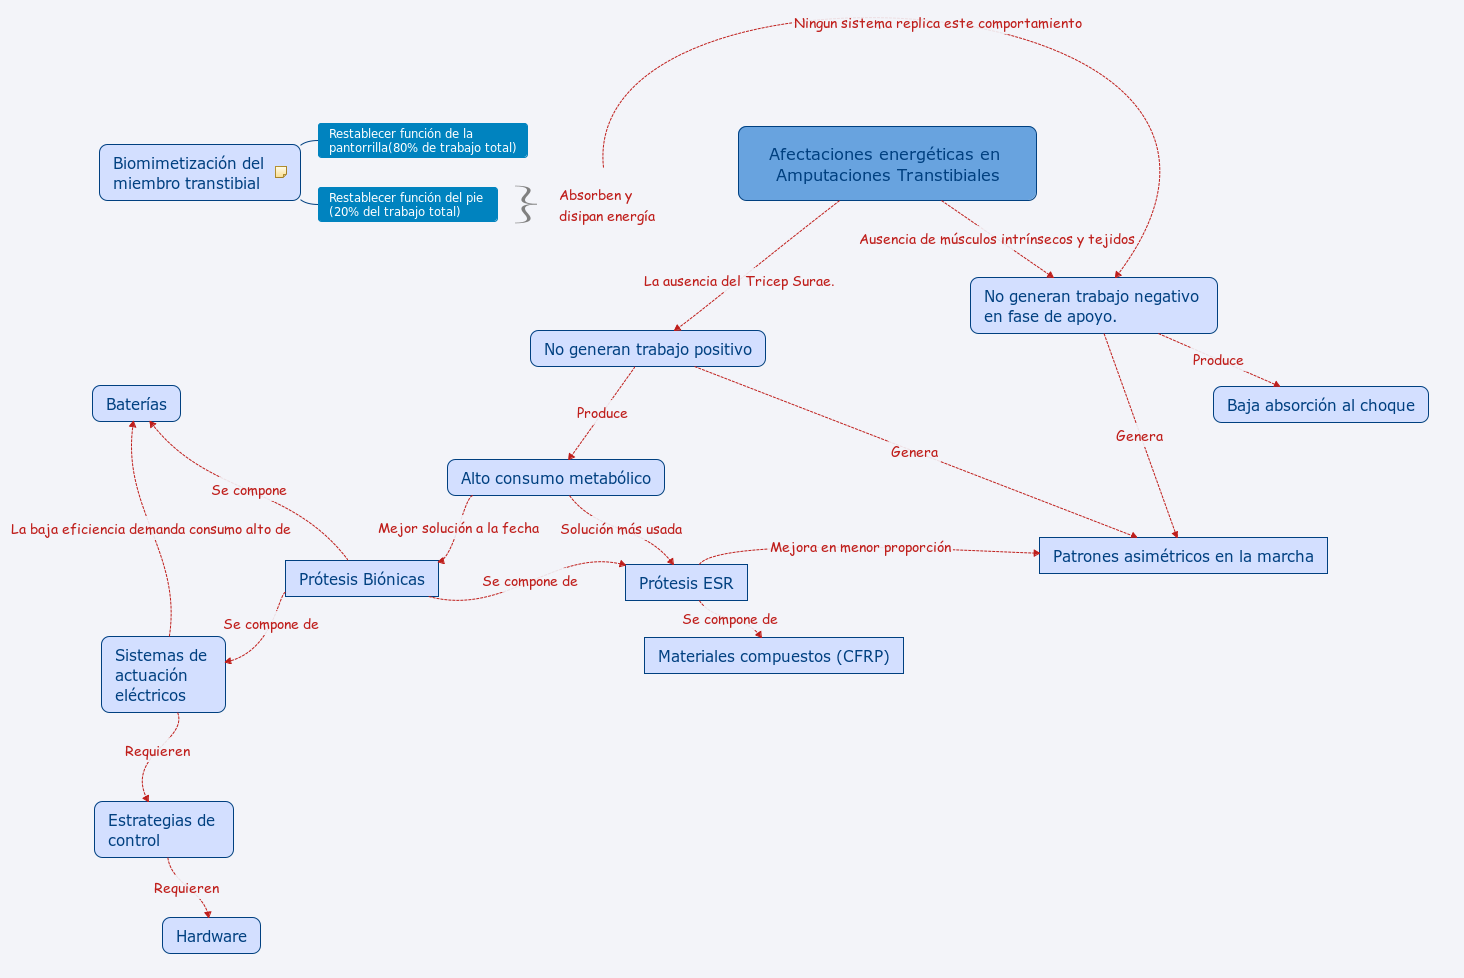 Ningun sistema replica este comportamiento
Restablecer función de la
pantorrilla(80% de trabajo total)
Biomimetización del
miembro transtibial
Restablecer función del pie
(20% del trabajo total)
Absorben y
disipan energía
Afectaciones energéticas en
Amputaciones Transtibiales
Ausencia de músculos intrínsecos y tejidos
La ausencia del Tricep Surae.
No generan trabajo negativo
en fase de apoyo.
No generan trabajo positivo
Produce
Baja absorción al choque
Baterías
Produce
Genera
Genera
Alto consumo metabólico
Se compone
Mejor solución a la fecha
Solución más usada
La baja eficiencia demanda consumo alto de
Mejora en menor proporción
Patrones asimétricos en la marcha
Prótesis Biónicas
Se compone de
Prótesis ESR
Se compone de
Se compone de
Materiales compuestos (CFRP)
Sistemas de
actuación
eléctricos
Requieren
Estrategias de
control
Requieren
Hardware